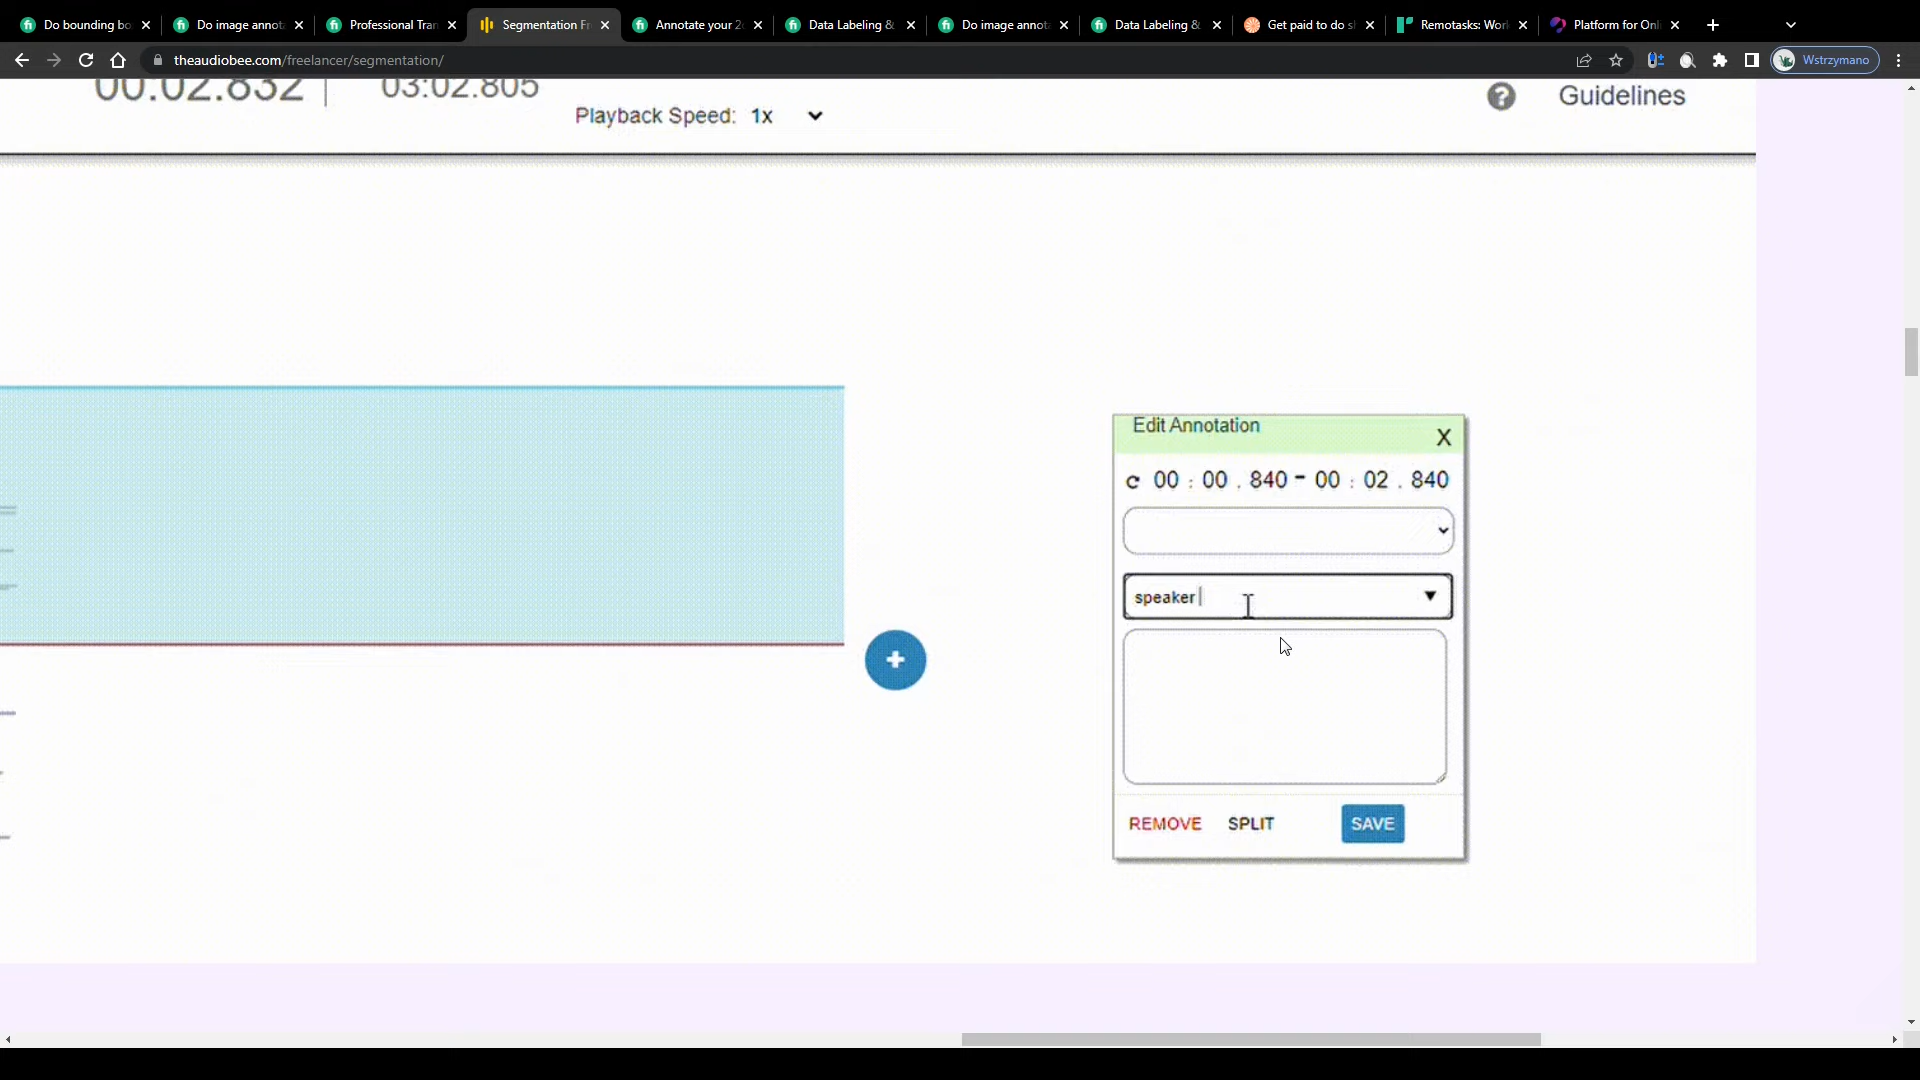 Do bounding bo
Do image annot
Professional Tran
Segmentation Fr
Annotate your 2
Data Labeling &
Do image annot
Data Labeling &
Get paid to do s
Remotasks: Wor
Platform for Onl
theaudiobee.com/freelancer/segmentation/
Wstrzymano
00:02.832
03:02.805
Playback Speed: 1x
? Guidelines
Edit Annotation
X
00 : 00 . 840 - 00 : 02 . 840
speaker
REMOVE SPLIT SAVE